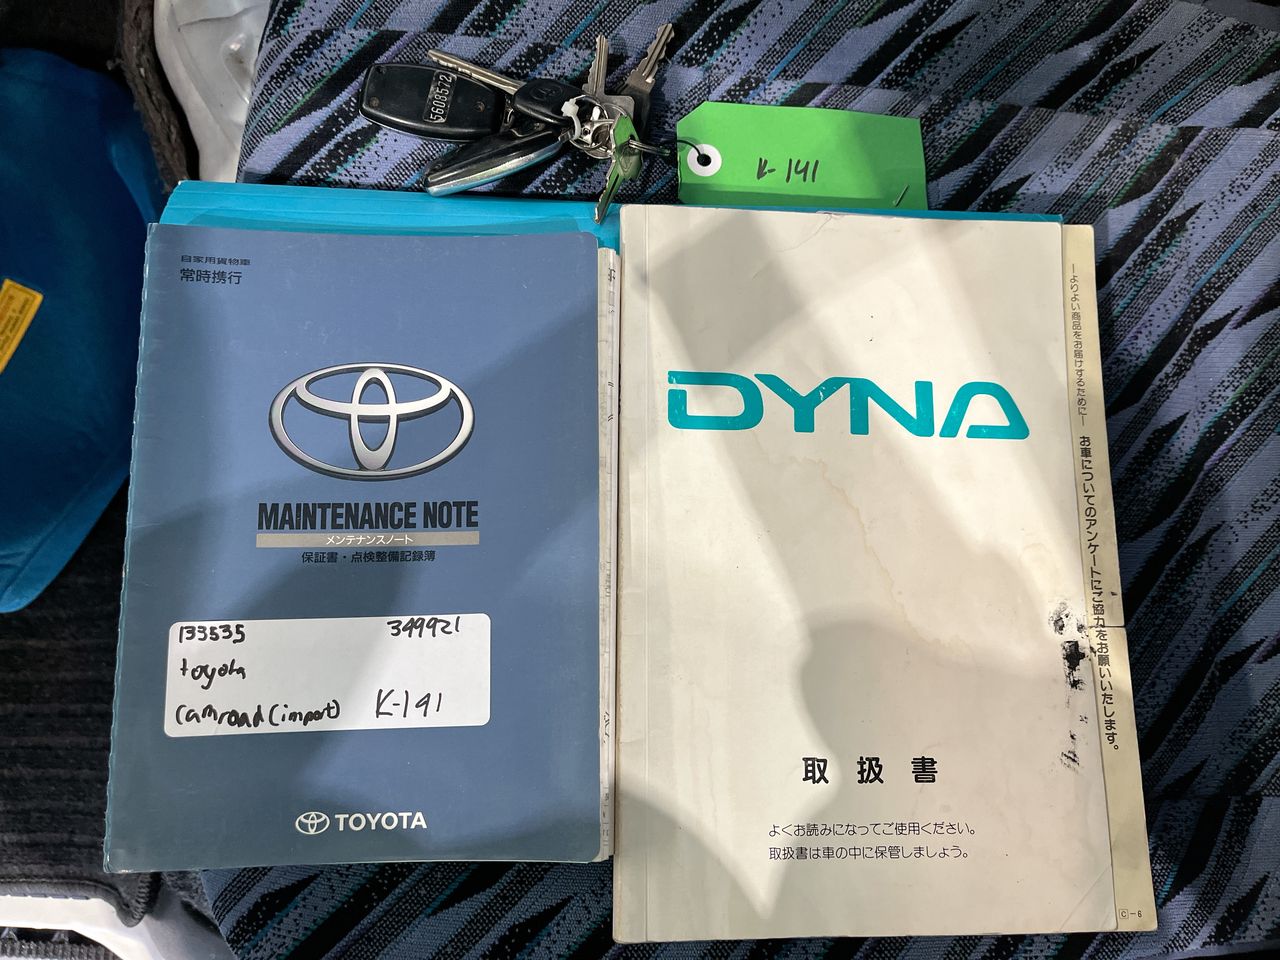 5608572
K-141
自家用貨物車
常時携行
MAINTENANCE NOTE
メンテナンスノート
保証書・点検整備記録簿
133535 349921
toyota
Camroad (import) K-141
TOYOTA
DYNA
取扱書
よくお読みになってご使用ください。
取扱書は車の中に保管しましょう。
―よりよい商品をお届けするために―
お車についてのアンケートにご協力をお願いいたします。
C-6